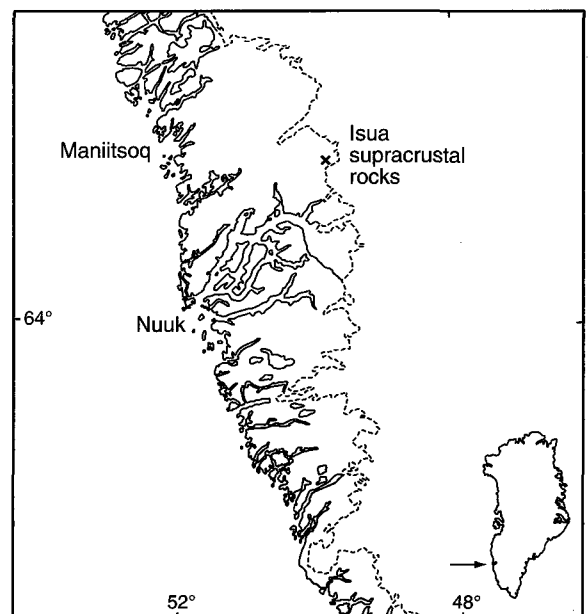 Maniitsoq
Isua
supracrustal
rocks
64°
Nuuk
52°
48°